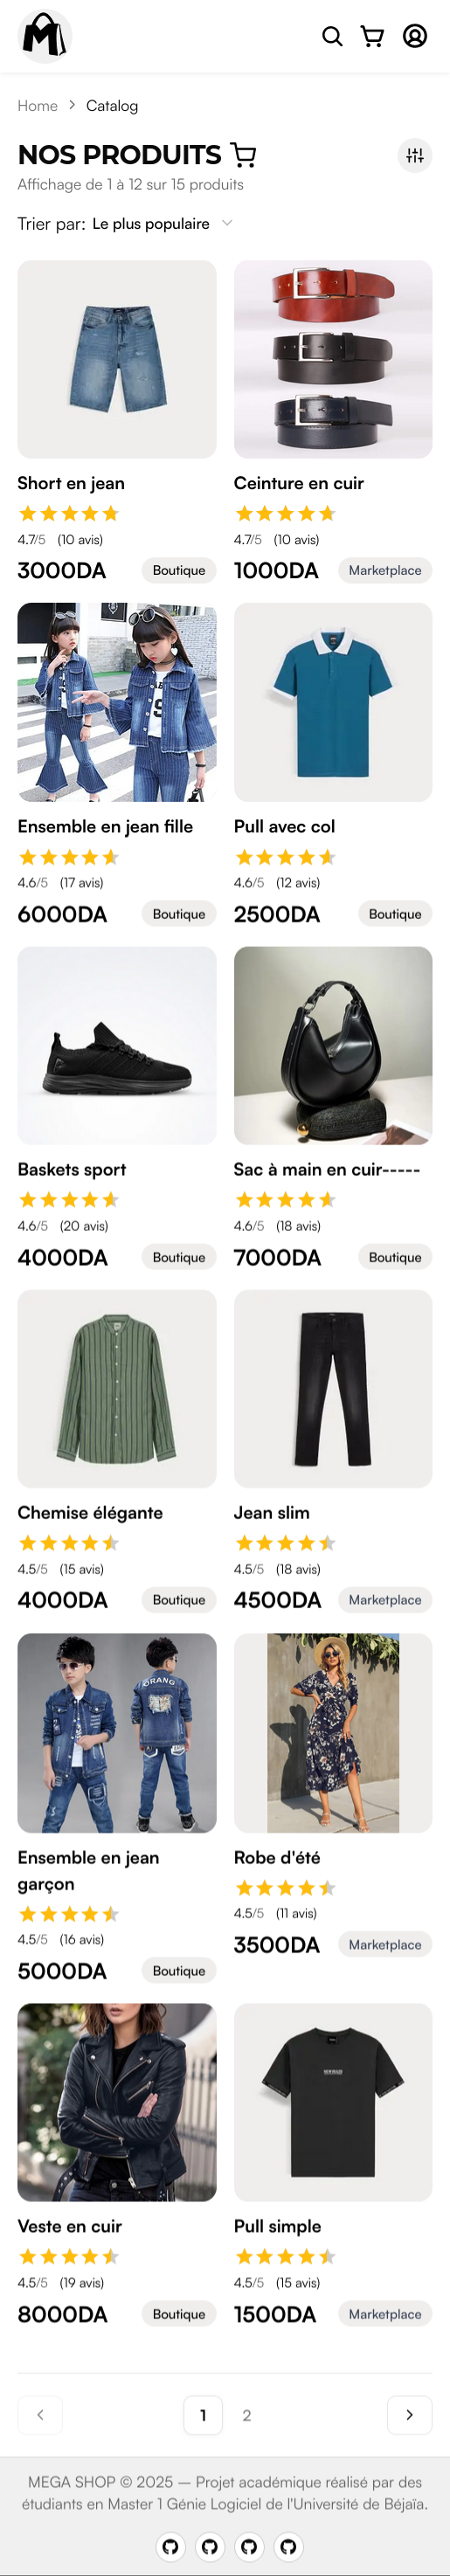 M
Home > Catalog
NOS PRODUITS
Affichage de 1 à 12 sur 15 produits
Trier par: Le plus populaire
Short en jean
4.7/5 (10 avis)
3000DA Boutique
Ceinture en cuir
4.7/5 (10 avis)
1000DA Marketplace
Ensemble en jean fille
4.6/5 (17 avis)
6000DA Boutique
Pull avec col
4.6/5 (12 avis)
2500DA Boutique
Baskets sport
4.6/5 (20 avis)
4000DA Boutique
Sac à main en cuir-----
4.6/5 (18 avis)
7000DA Boutique
Chemise élégante
4.5/5 (15 avis)
4000DA Boutique
Jean slim
4.5/5 (18 avis)
4500DA Marketplace
ORANG
Ensemble en jean
garçon
4.5/5 (16 avis)
5000DA Boutique
Robe d'été
4.5/5 (11 avis)
3500DA Marketplace
Veste en cuir
4.5/5 (19 avis)
8000DA Boutique
Pull simple
4.5/5 (15 avis)
1500DA Marketplace
1 2
MEGA SHOP © 2025 — Projet académique réalisé par des
étudiants en Master 1 Génie Logiciel de l'Université de Béjaïa.